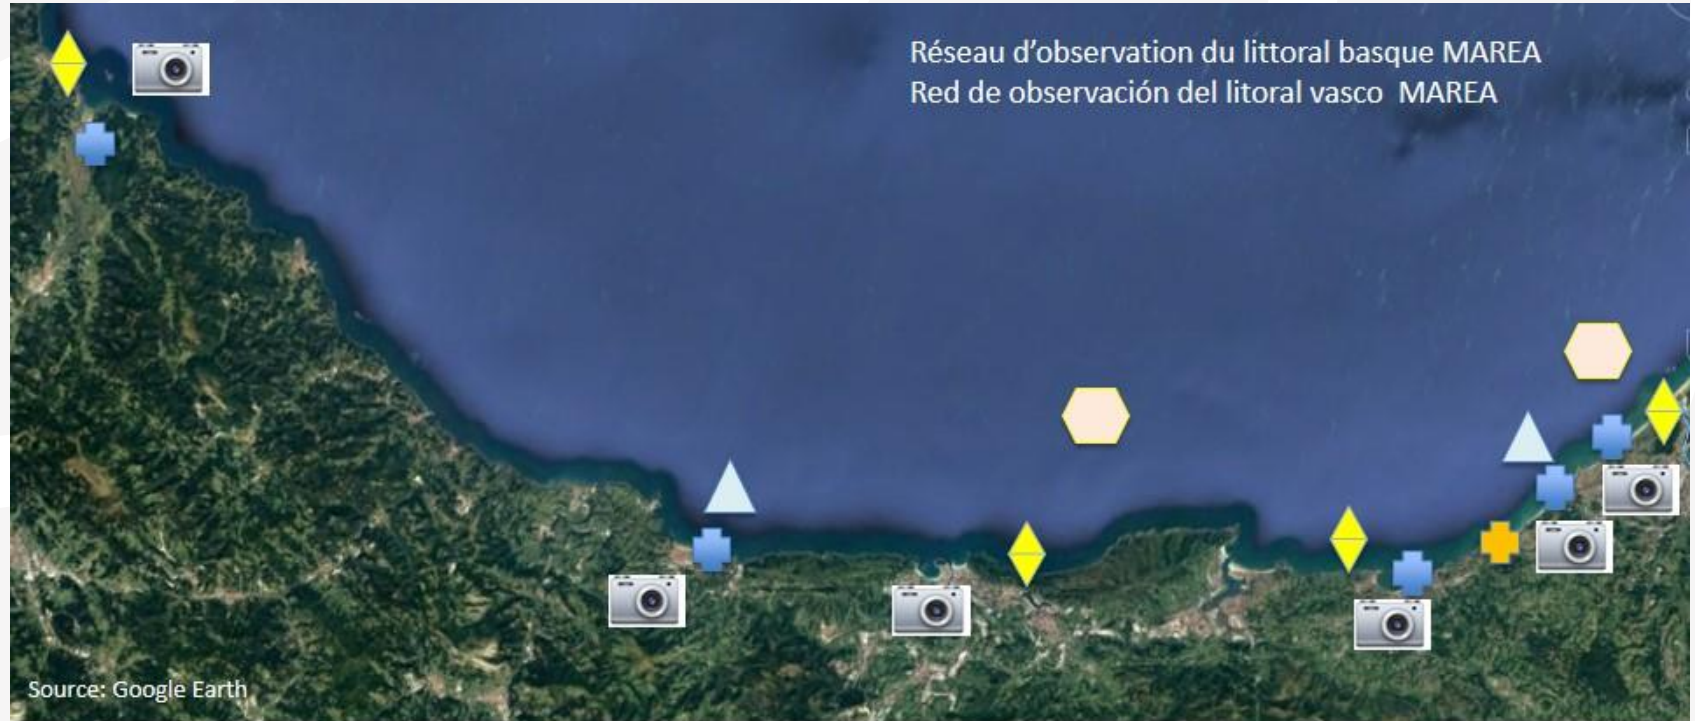 Réseau d'observation du littoral basque MAREA
Red de observación del litoral vasco MAREA
Source: Google Earth